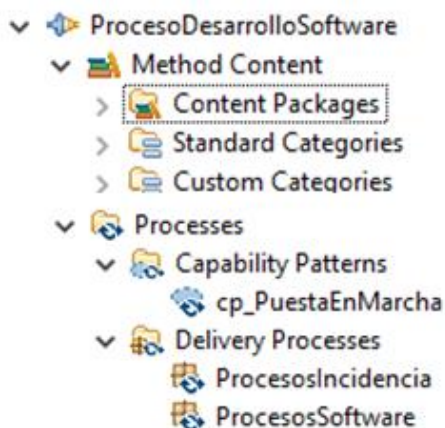 ProcesoDesarrolloSoftware
Method Content
Content Packages
Standard Categories
Custom Categories
Processes
Capability Patterns
cp_PuestaEnMarcha
Delivery Processes
ProcesosIncidencia
ProcesosSoftware